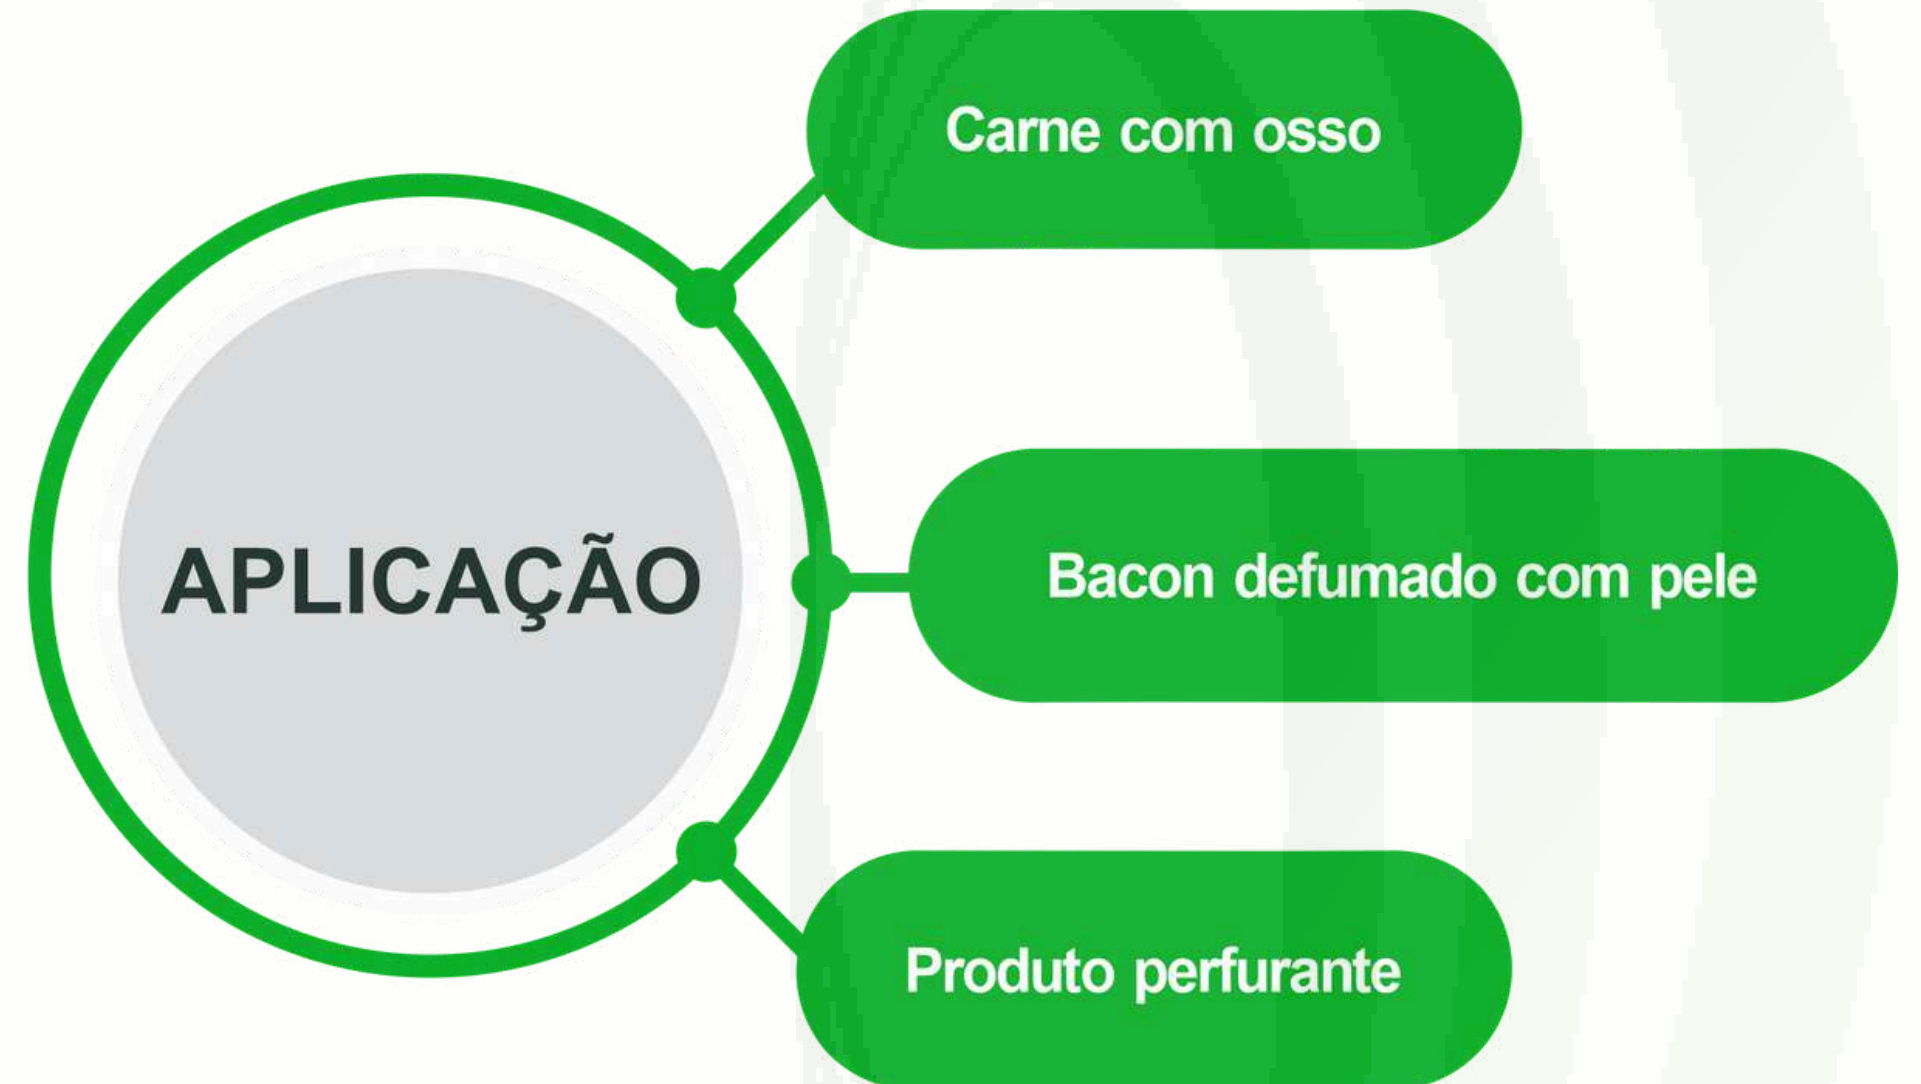 Carne com osso
APLICAÇÃO
Bacon defumado com pele
Produto perfurante